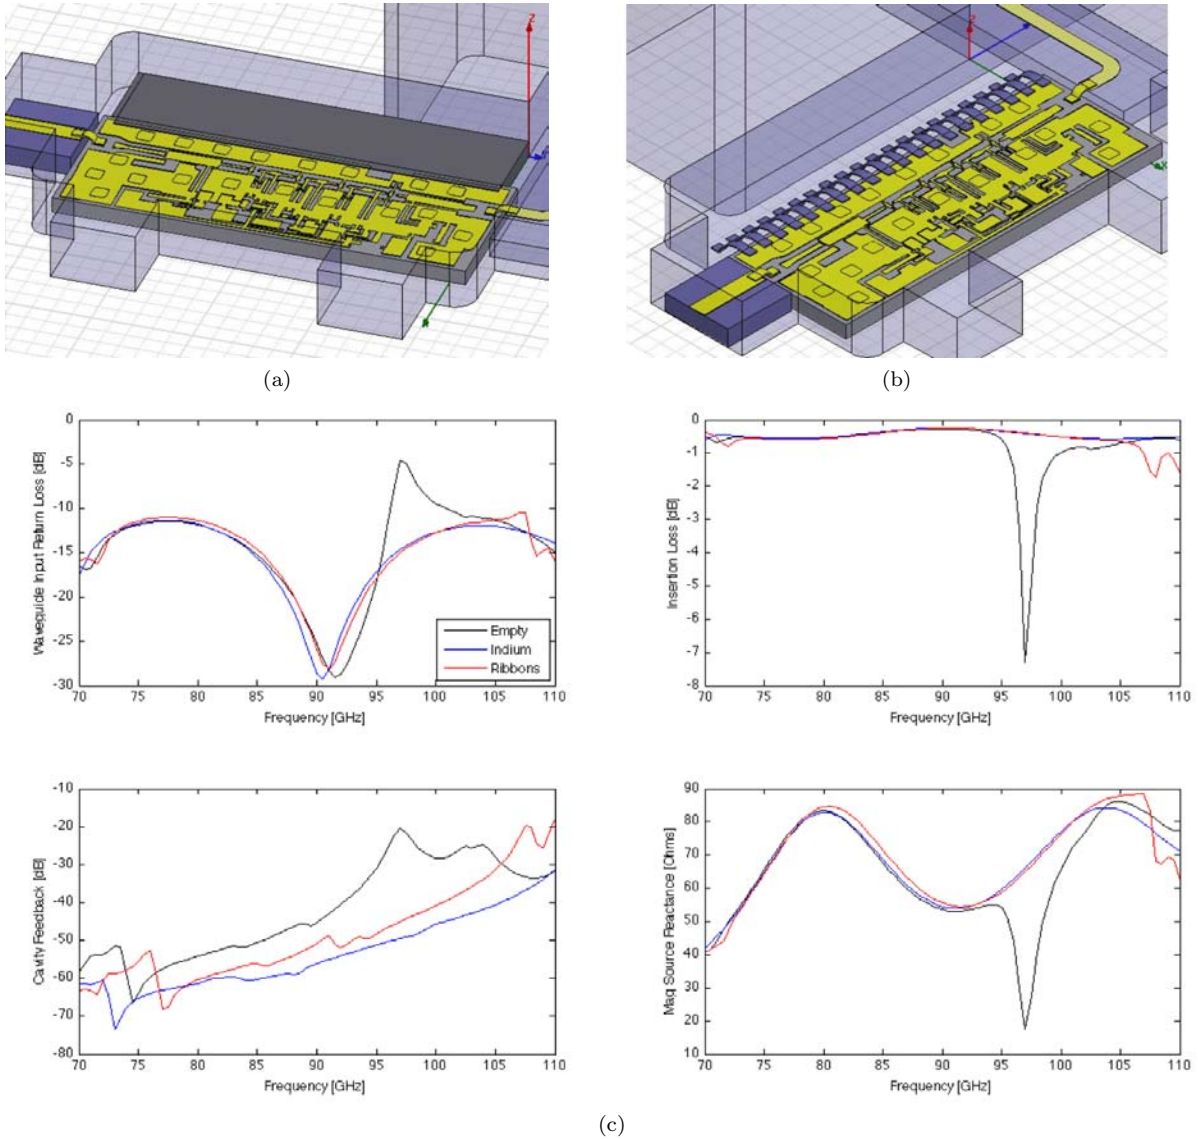 Z
Z
(a)
(b)
0
-5
-10
-15
-20
-25
-30
Waveguide Input Return Loss [dB]
Empty
Indium
Ribbons
70 75 80 85 90 95 100 105 110
Frequency [GHz]
0
-1
-2
-3
-4
-5
-6
-7
-8
Insertion Loss [dB]
70 75 80 85 90 95 100 105 110
Frequency [GHz]
-10
-20
-30
-40
-50
-60
-70
-80
Cavity Feedback [dB]
70 75 80 85 90 95 100 105 110
Frequency [GHz]
90
80
70
60
50
40
30
20
10
Mag Source Reactance [Ohms]
70 75 80 85 90 95 100 105 110
Frequency [GHz]
(c)